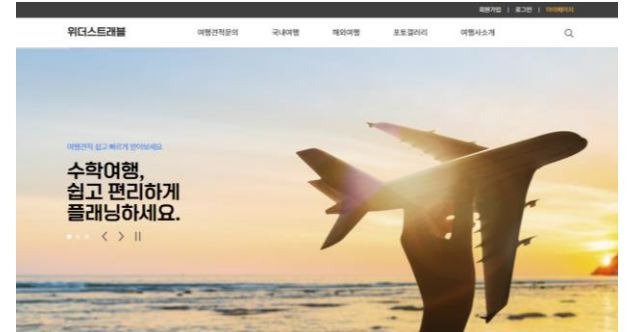 회원가입 | 로그인 | 마이페이지
위더스트래블 여행견적문의 국내여행 해외여행 포토갤러리 여행사소개
여행견적 쉽고 빠르게 받아보세요
수학여행,
쉽고 편리하게
플래닝하세요.